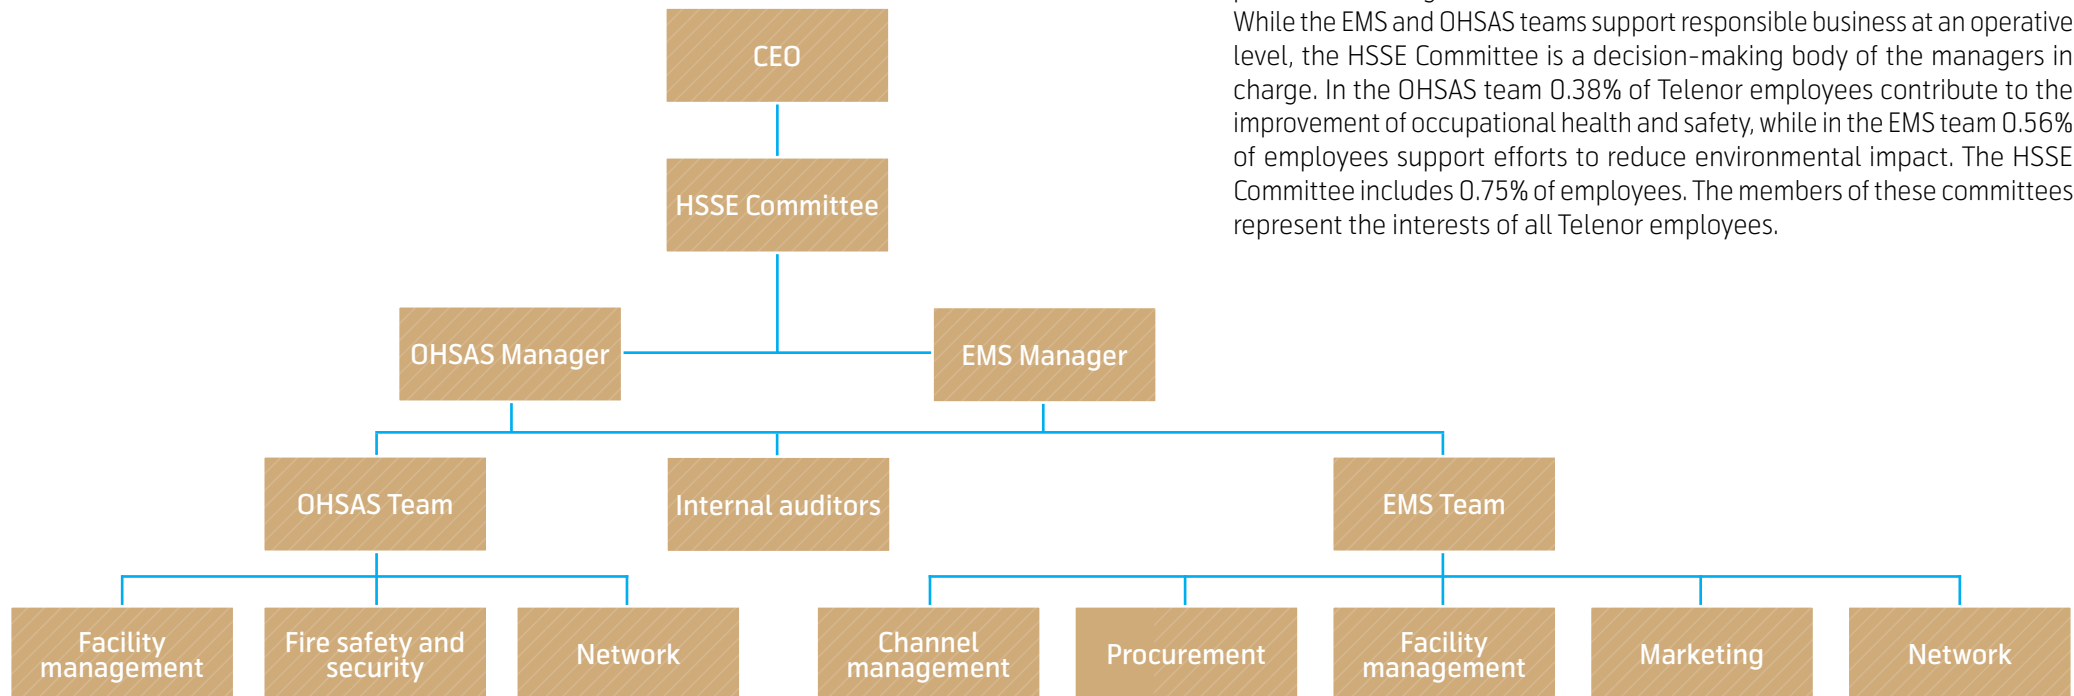 While the EMS and OHSAS teams support responsible business at an operative
level, the HSSE Committee is a decision-making body of the managers in
charge. In the OHSAS team 0.38% of Telenor employees contribute to the
improvement of occupational health and safety, while in the EMS team 0.56%
of employees support efforts to reduce environmental impact. The HSSE
Committee includes 0.75% of employees. The members of these committees
represent the interests of all Telenor employees.
CEO
HSSE Committee
OHSAS Manager
EMS Manager
OHSAS Team
Internal auditors
EMS Team
Facility
management
Fire safety and
security
Network
Channel
management
Procurement
Facility
management
Marketing
Network